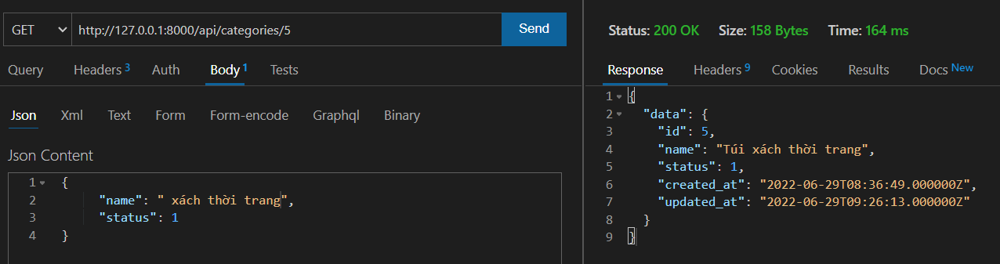 GET http://127.0.0.1:8000/api/categories/5 Send
Query Headers 3 Auth Body 1 Tests
Json Xml Text Form Form-encode Graphql Binary
Json Content
1 {
2 "name": " xách thời trang",
3 "status": 1
4 }
Status: 200 OK Size: 158 Bytes Time: 164 ms
Response Headers 9 Cookies Results Docs New
1 {
2 "data": {
3 "id": 5,
4 "name": "Túi xách thời trang",
5 "status": 1,
6 "created_at": "2022-06-29T08:36:49.000000Z",
7 "updated_at": "2022-06-29T09:26:13.000000Z"
8 }
9 }